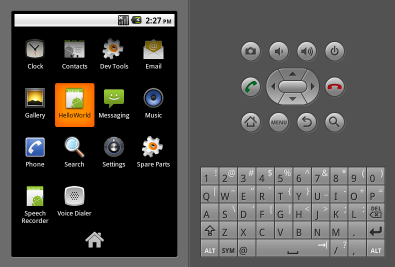 2:27 PM
Clock Contacts Dev Tools Email
Gallery HelloWorld Messaging Music
Phone Search Settings Spare Parts
Speech Recorder Voice Dialer
MENU
1 ! 2 @ 3 # 4 $ 5 % 6 ^ 7 & 8 * 9 ( 0 )
Q W E R T Y U I O P
A S D F G H J K L DEL
Z X C V B N M .
ALT SYM @ / ? , ALT